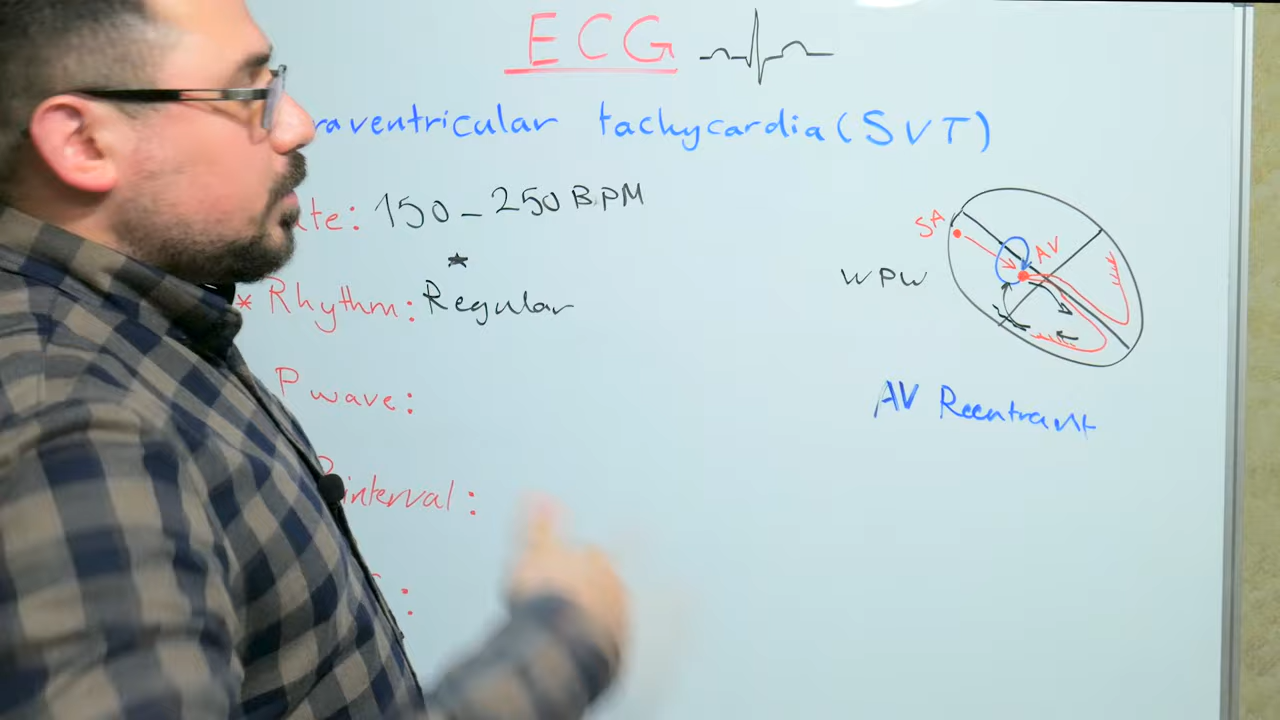 ECG
raventricular tachycardia (SVT)
te: 150 - 250 BPM
* Rhythm: Regular
P wave:
interval:
:
SA
AV
WPW
AV Reentrant